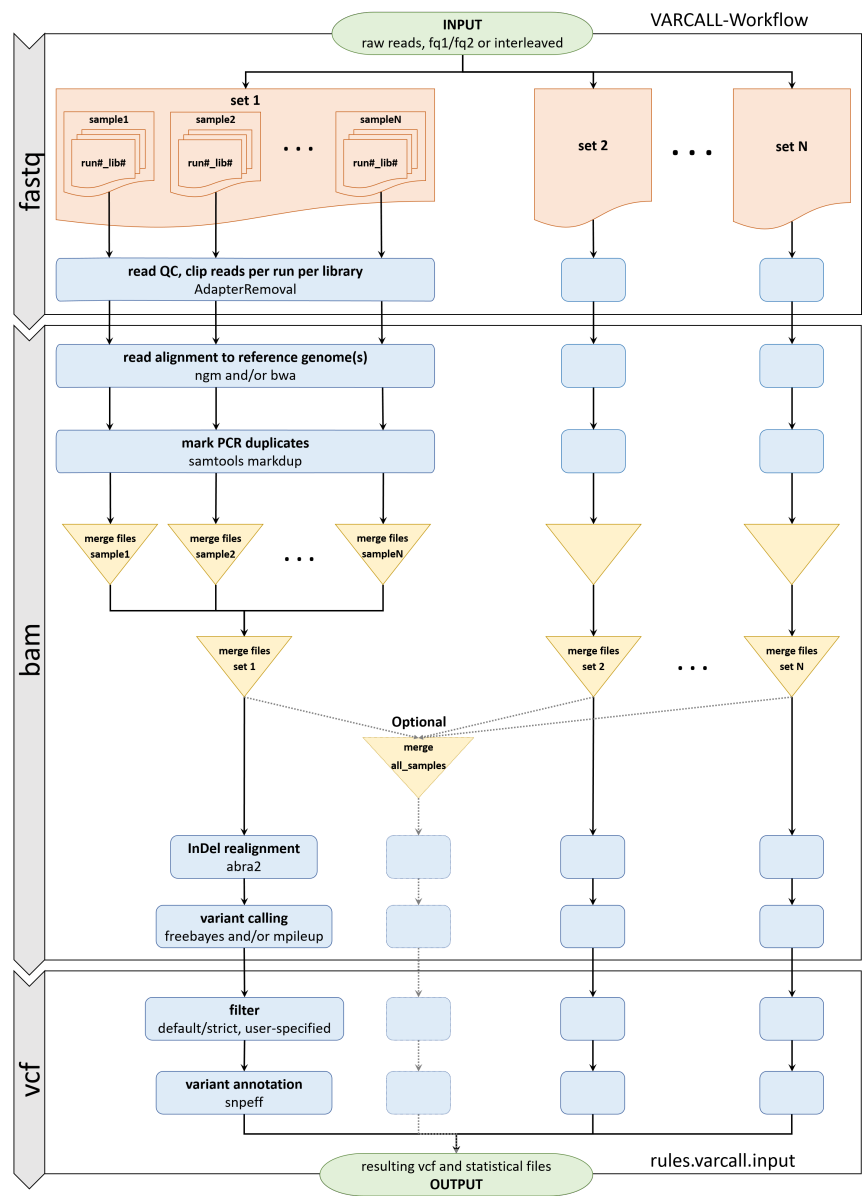 VARCALL-Workflow
INPUT
raw reads, fq1/fq2 or interleaved
fastq
set 1
sample1
sample2
sampleN
run#_lib#
run#_lib#
• • •
run#_lib#
set 2
• • •
set N
read QC, clip reads per run per library
AdapterRemoval
bam
read alignment to reference genome(s)
ngm and/or bwa
mark PCR duplicates
samtools markdup
merge files
sample1
merge files
sample2
• • •
merge files
sampleN
merge files
set 1
merge files
set 2
• • •
merge files
set N
Optional
merge
all_samples
InDel realignment
abra2
variant calling
freebayes and/or mpileup
vcf
filter
default/strict, user-specified
variant annotation
snpeff
resulting vcf and statistical files
OUTPUT
rules.varcall.input